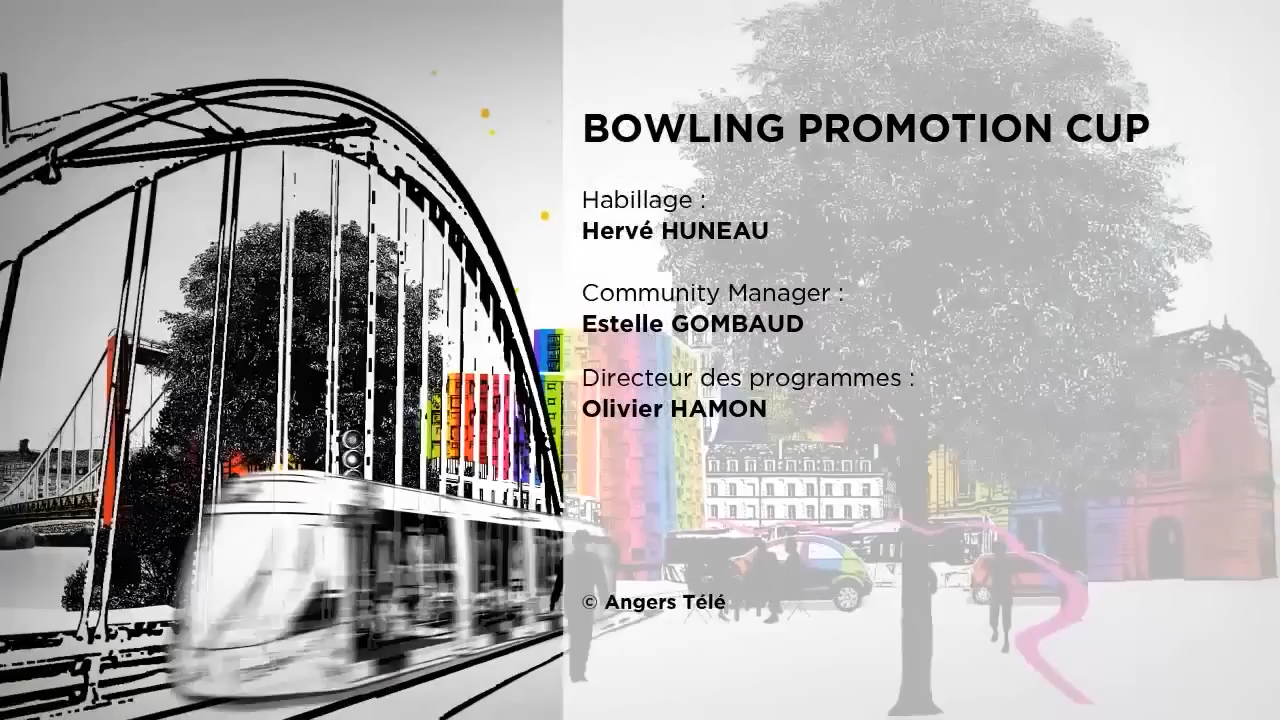 BOWLING PROMOTION CUP
Habillage :
Hervé HUNEAU
Community Manager :
Estelle GOMBAUD
Directeur des programmes :
Olivier HAMON
© Angers Télé